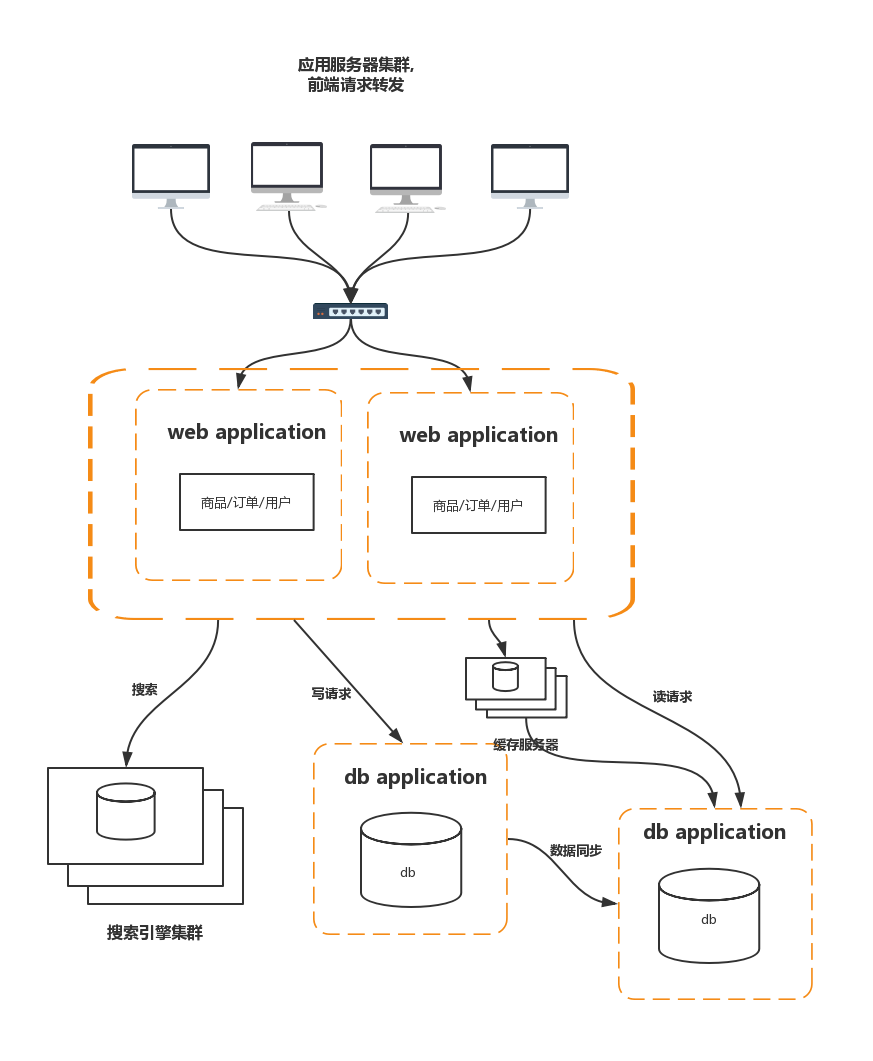 应用服务器集群,
前端请求转发
web application
web application
商品/订单/用户
商品/订单/用户
搜索
写请求
读请求
缓存服务器
db application
db
数据同步
db application
db
搜索引擎集群